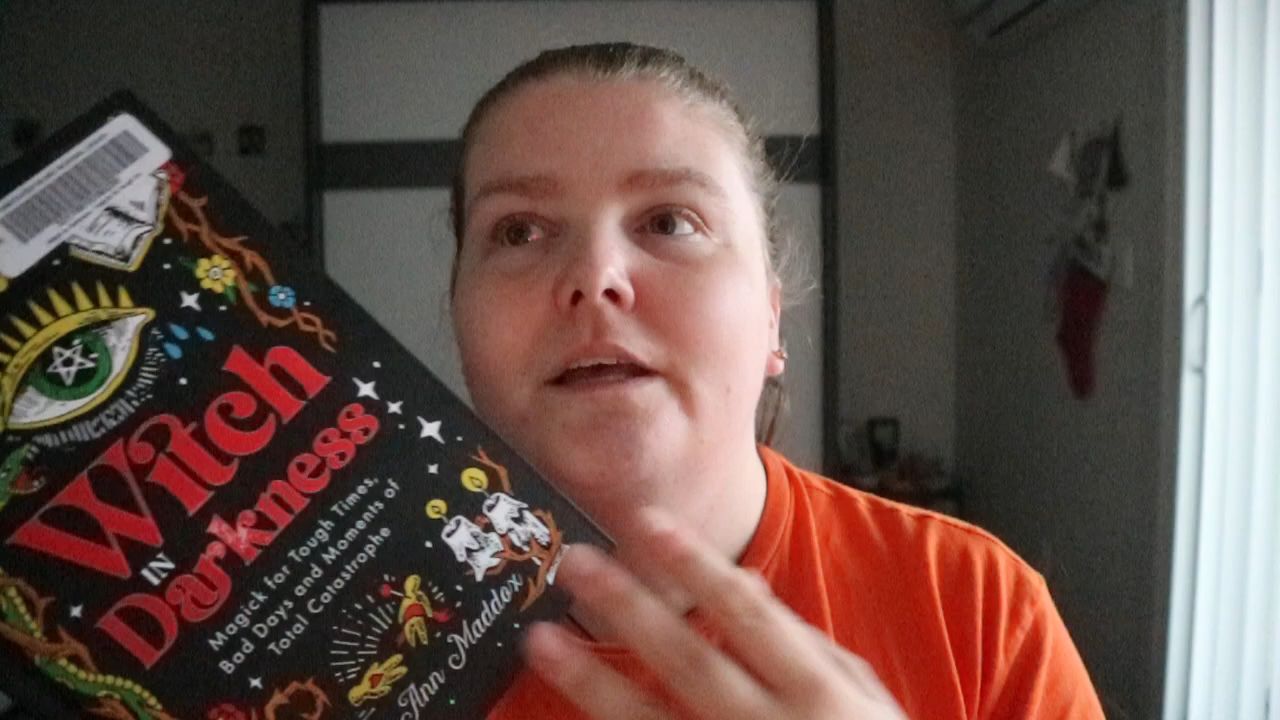 Witch
IN
Darkness
Magick for Tough Times,
Bad Days and Moments of
Total Catastrophe
Ann Maddox